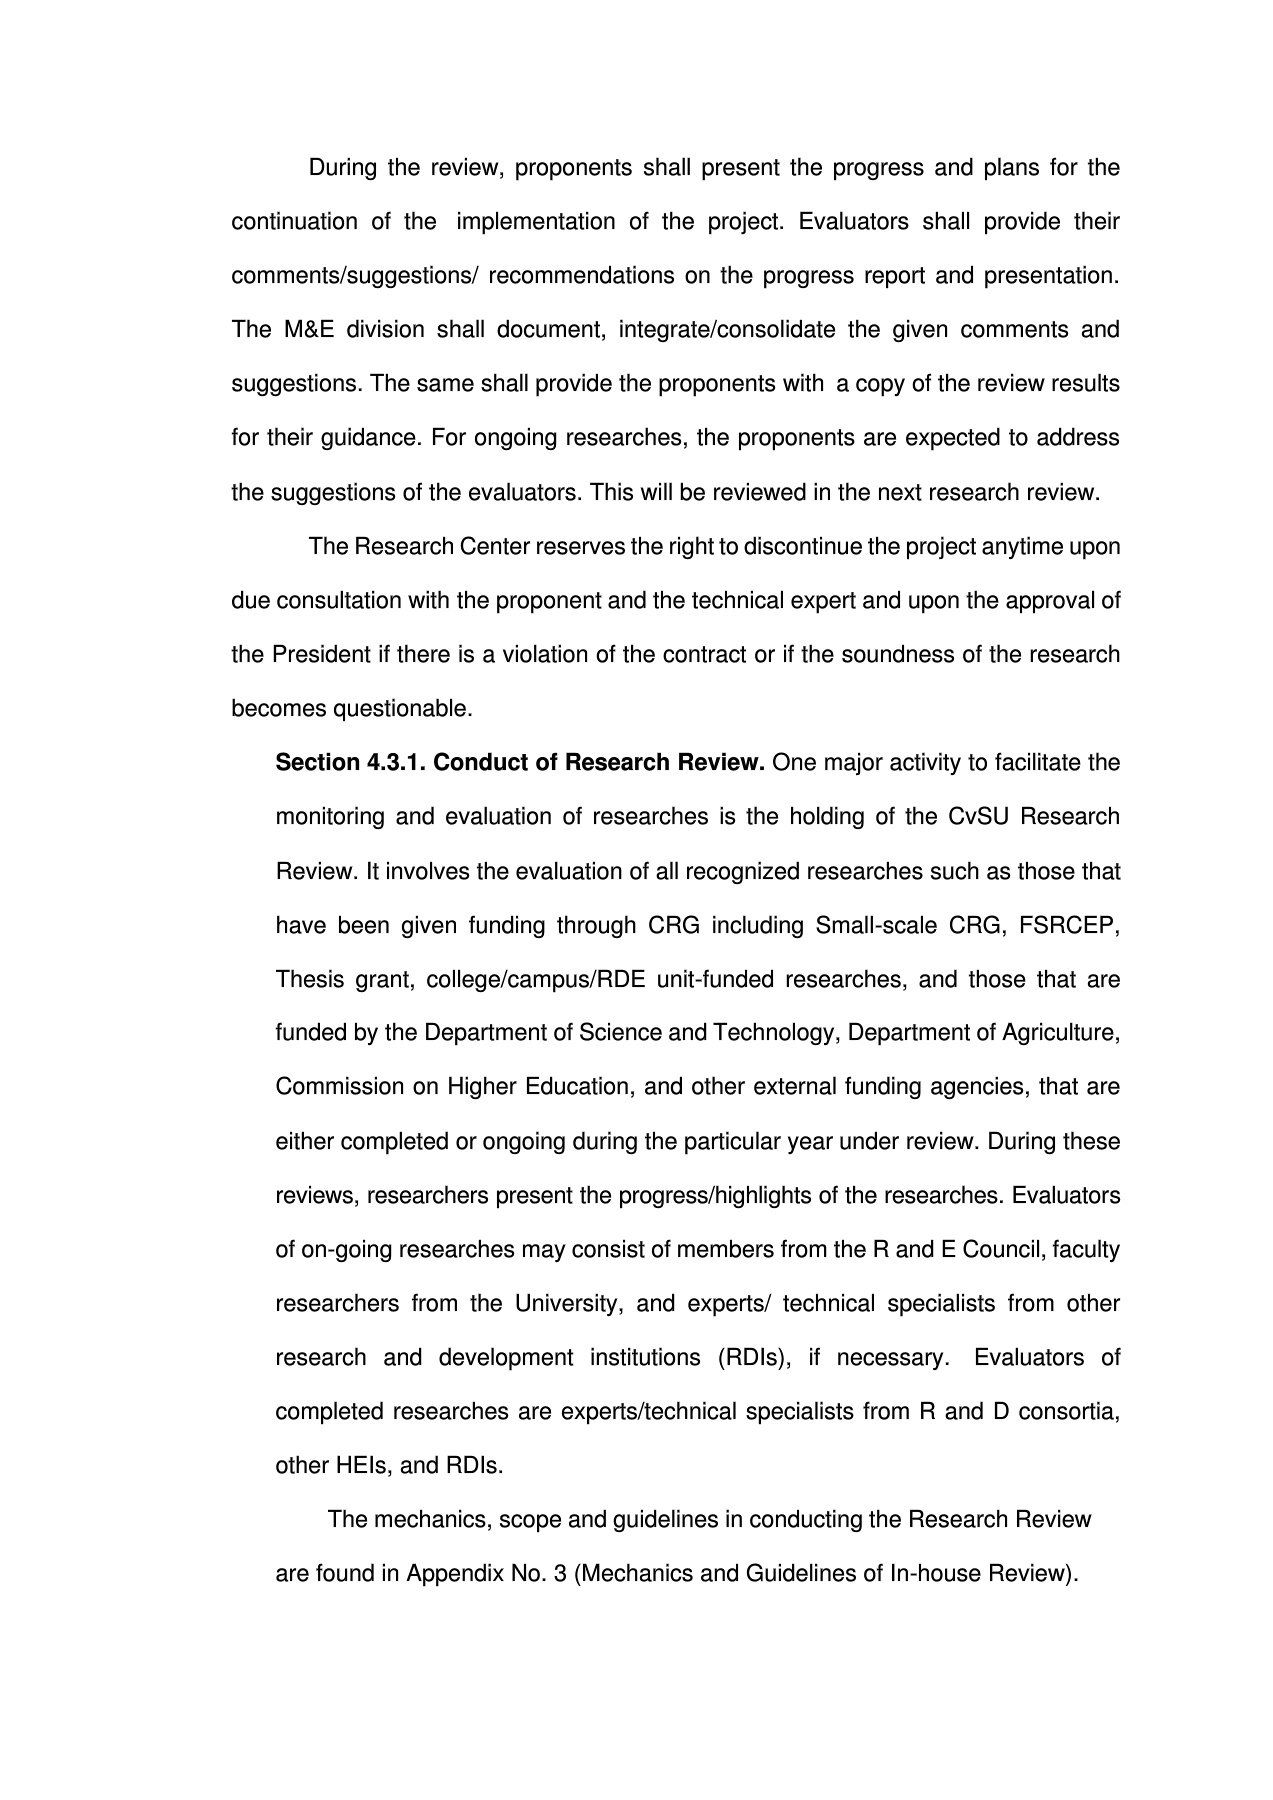 During the review, proponents shall present the progress and plans for the
continuation of the implementation of the project. Evaluators shall provide their
comments/suggestions/ recommendations on the progress report and presentation.
The M&E division shall document, integrate/consolidate the given comments and
suggestions. The same shall provide the proponents with a copy of the review results
for their guidance. For ongoing researches, the proponents are expected to address
the suggestions of the evaluators. This will be reviewed in the next research review.
The Research Center reserves the right to discontinue the project anytime upon
due consultation with the proponent and the technical expert and upon the approval of
the President if there is a violation of the contract or if the soundness of the research
becomes questionable.
Section 4.3.1. Conduct of Research Review. One major activity to facilitate the
monitoring and evaluation of researches is the holding of the CvSU Research
Review. It involves the evaluation of all recognized researches such as those that
have been given funding through CRG including Small-scale CRG, FSRCEP,
Thesis grant, college/campus/RDE unit-funded researches, and those that are
funded by the Department of Science and Technology, Department of Agriculture,
Commission on Higher Education, and other external funding agencies, that are
either completed or ongoing during the particular year under review. During these
reviews, researchers present the progress/highlights of the researches. Evaluators
of on-going researches may consist of members from the R and E Council, faculty
researchers from the University, and experts/ technical specialists from other
research and development institutions (RDIs), if necessary. Evaluators of
completed researches are experts/technical specialists from R and D consortia,
other HEIs, and RDIs.
The mechanics, scope and guidelines in conducting the Research Review
are found in Appendix No. 3 (Mechanics and Guidelines of In-house Review).